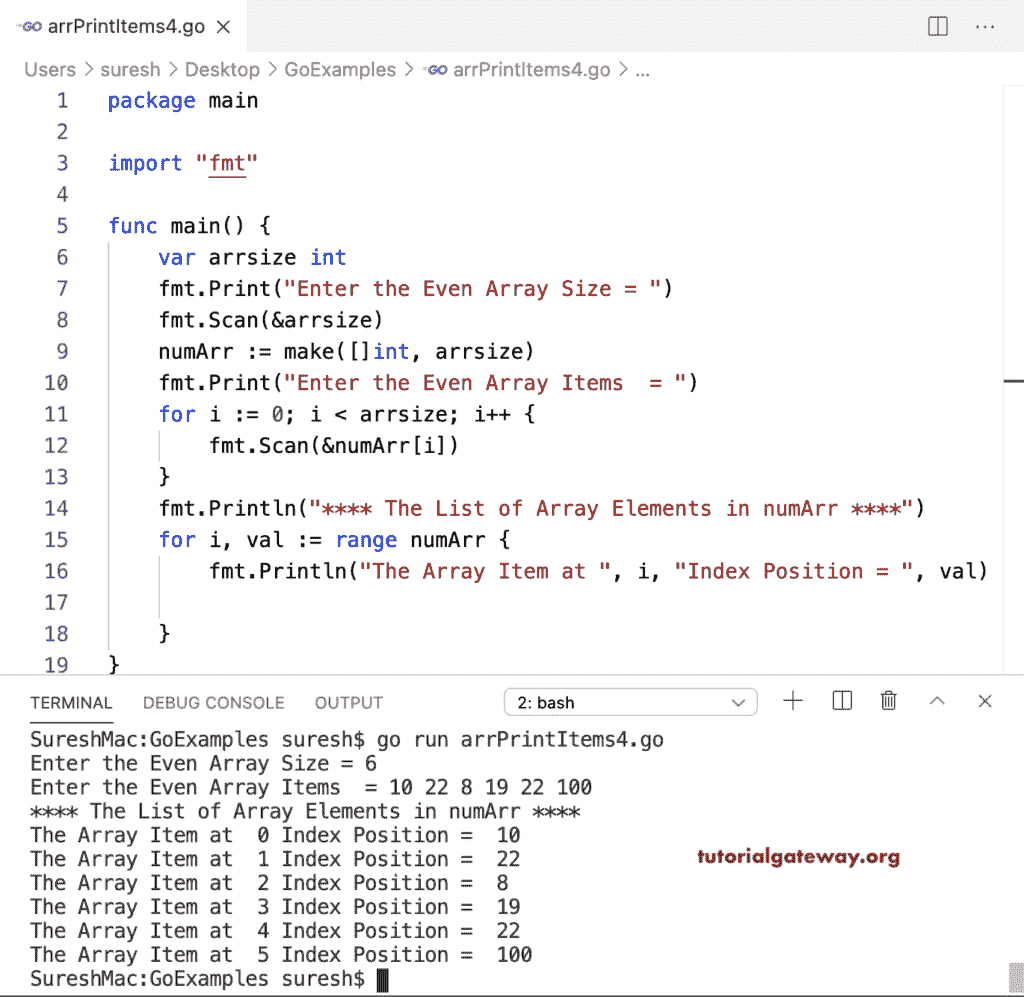 GO arrPrintItems4.go ×
Users > suresh > Desktop > GoExamples > GO arrPrintItems4.go > ...
1 package main
2
3 import "fmt"
4
5 func main() {
6 var arrsize int
7 fmt.Print("Enter the Even Array Size = ")
8 fmt.Scan(&arrsize)
9 numArr := make([]int, arrsize)
10 fmt.Print("Enter the Even Array Items  = ")
11 for i := 0; i < arrsize; i++ {
12 fmt.Scan(&numArr[i])
13 }
14 fmt.Println("**** The List of Array Elements in numArr ****")
15 for i, val := range numArr {
16 fmt.Println("The Array Item at ", i, "Index Position = ", val)
17
18 }
19 }
TERMINAL DEBUG CONSOLE OUTPUT 2: bash
SureshMac:GoExamples suresh$ go run arrPrintItems4.go
Enter the Even Array Size = 6
Enter the Even Array Items  = 10 22 8 19 22 100
**** The List of Array Elements in numArr ****
The Array Item at  0 Index Position =  10
The Array Item at  1 Index Position =  22
The Array Item at  2 Index Position =  8
The Array Item at  3 Index Position =  19
The Array Item at  4 Index Position =  22
The Array Item at  5 Index Position =  100
SureshMac:GoExamples suresh$
tutorialgateway.org